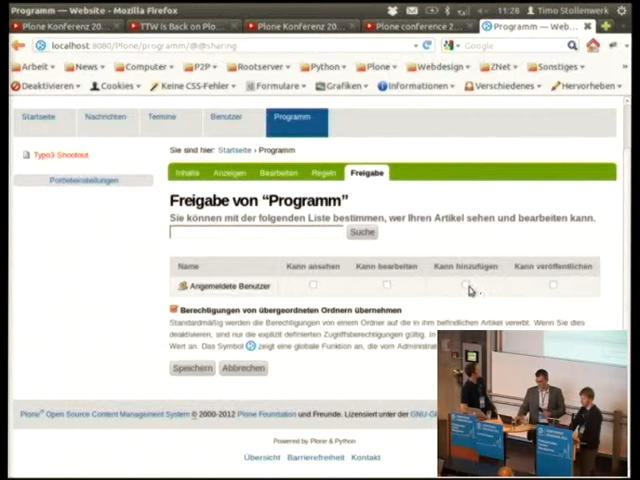 Programm — Website - Mozilla Firefox
11:28 Timo Stollenwerk
Plone Konferenz 20...
TTW Is Back on Plo...
Plone Konferenz 20...
Plone conference 2...
Programm — Web...
localhost:8080/Plone/programm/@@sharing
Google
Arbeit
News
Computer
P2P
Rootserver
Python
Plone
Webdesign
ZNet
Sonstiges
Deaktivieren
Cookies
Keine CSS-Fehler
Formulare
Grafiken
Informationen
Verschiedenes
Hervorheben
Startseite
Nachrichten
Termine
Benutzer
Programm
Typo3 Shootout
Portleteinstellungen
Sie sind hier: Startseite › Programm
Inhalte
Anzeigen
Bearbeiten
Regeln
Freigabe
Freigabe von “Programm”
Sie können mit der folgenden Liste bestimmen, wer Ihren Artikel sehen und bearbeiten kann.
Suche
Name
Kann ansehen
Kann bearbeiten
Kann hinzufügen
Kann veröffentlichen
Angemeldete Benutzer
Berechtigungen von übergeordneten Ordnern übernehmen
Standardmäßig werden die Berechtigungen von einem Ordner auf die in ihm befindlichen Artikel vererbt. Wenn Sie dies
deaktivieren, sind nur die explizit definierten Zugriffsberechtigungen gültig. In
Wert an. Das Symbol zeigt eine globale Funktion an, die vom Administra
Speichern
Abbrechen
Plone® Open Source Content Management System © 2000-2012 Plone Foundation und Freunde. Lizensiert unter der GNU-G
Powered by Plone & Python
Übersicht
Barrierefreiheit
Kontakt